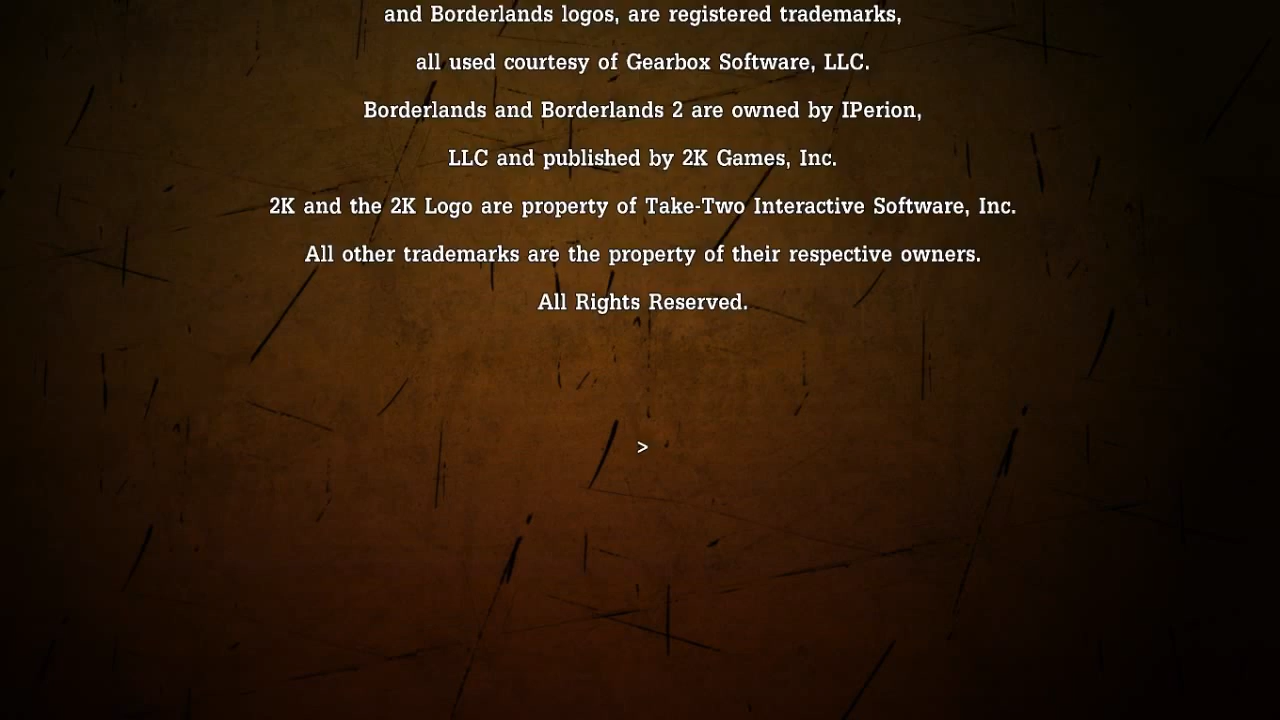 and Borderlands logos, are registered trademarks,
all used courtesy of Gearbox Software, LLC.
Borderlands and Borderlands 2 are owned by IPerion,
LLC and published by 2K Games, Inc.
2K and the 2K Logo are property of Take-Two Interactive Software, Inc.
All other trademarks are the property of their respective owners.
All Rights Reserved.
>